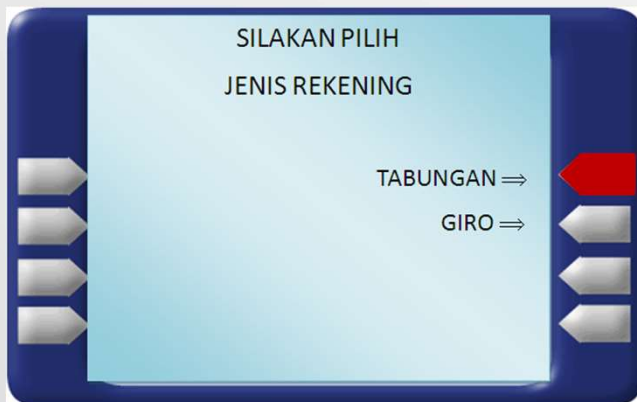 SILAKAN PILIH
JENIS REKENING
TABUNGAN ⇒
GIRO ⇒